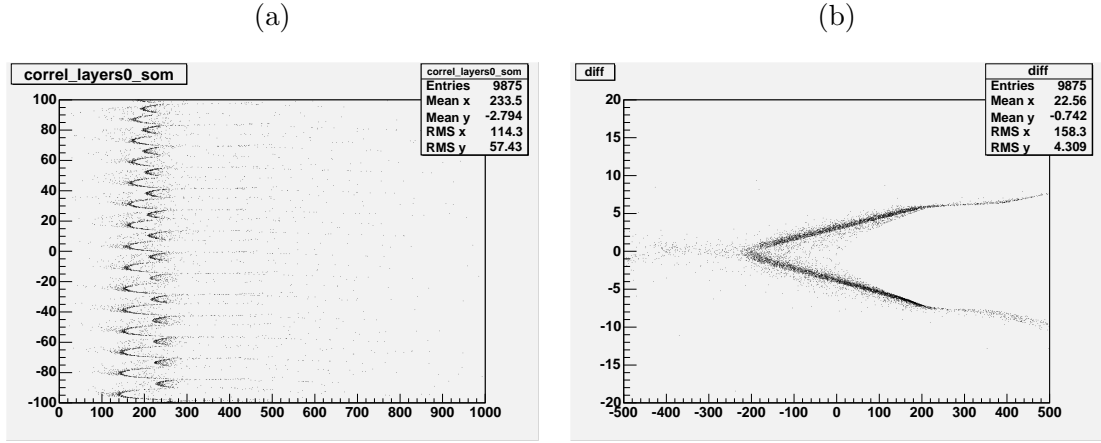 (a)
(b)
correl_layers0_som
correl_layers0_som
Entries 9875
Mean x 233.5
Mean y -2.794
RMS x 114.3
RMS y 57.43
100
80
60
40
20
0
-20
-40
-60
-80
-100
0 100 200 300 400 500 600 700 800 900 1000
diff
diff
Entries 9875
Mean x 22.56
Mean y -0.742
RMS x 158.3
RMS y 4.309
20
15
10
5
0
-5
-10
-15
-20
-500 -400 -300 -200 -100 0 100 200 300 400 500